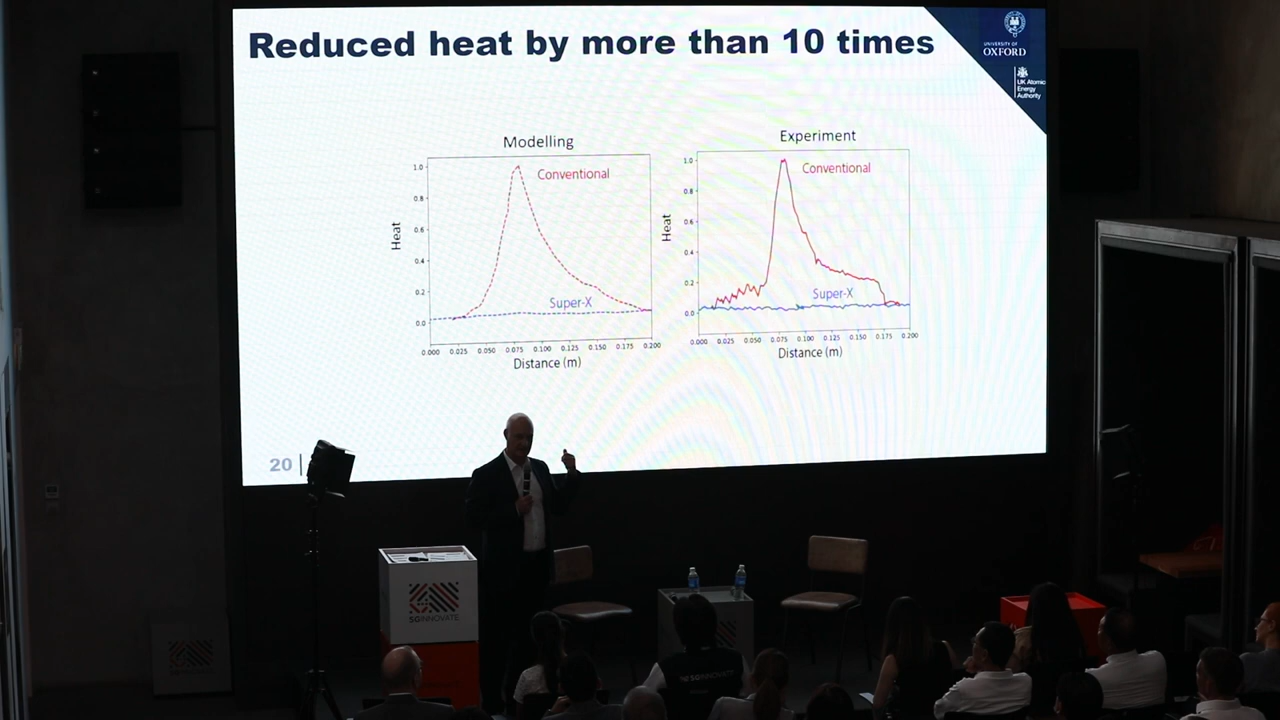 Reduced heat by more than 10 times
UNIVERSITY OF
OXFORD
UK Atomic
Energy
Authority
Modelling
Conventional
Super-X
Heat
1.0
0.8
0.6
0.4
0.2
0.0
0.000 0.025 0.050 0.075 0.100 0.125 0.150 0.175 0.200
Distance (m)
Experiment
Conventional
Super-X
Heat
1.0
0.8
0.6
0.4
0.2
0.0
0.000 0.025 0.050 0.075 0.100 0.125 0.150 0.175 0.200
Distance (m)
20
SGINNOVATE